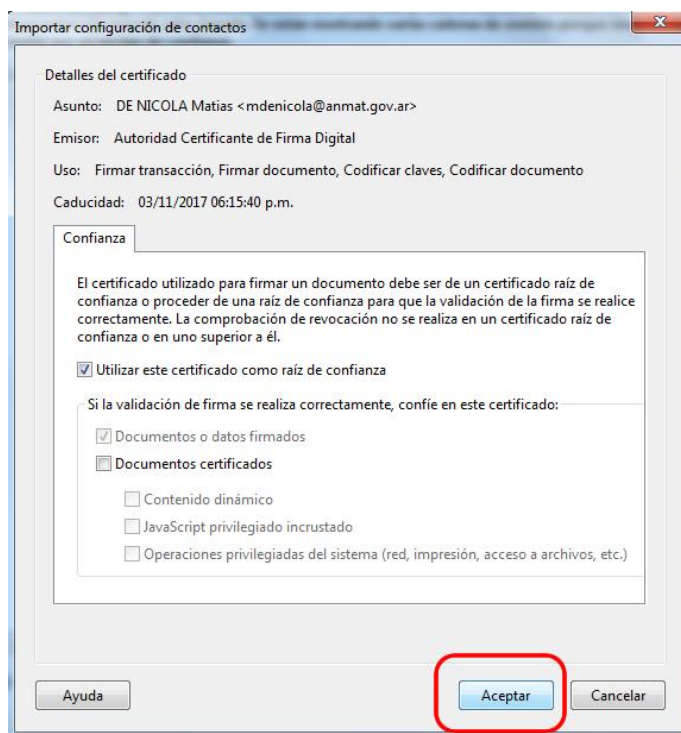 Importar configuración de contactos
Detalles del certificado
Asunto: DE NICOLA Matias <mdenicola@anmat.gov.ar>
Emisor: Autoridad Certificante de Firma Digital
Uso: Firmar transacción, Firmar documento, Codificar claves, Codificar documento
Caducidad: 03/11/2017 06:15:40 p.m.
Confianza
El certificado utilizado para firmar un documento debe ser de un certificado raíz de
confianza o proceder de una raíz de confianza para que la validación de la firma se realice
correctamente. La comprobación de revocación no se realiza en un certificado raíz de
confianza o en uno superior a él.
Utilizar este certificado como raíz de confianza
Si la validación de firma se realiza correctamente, confíe en este certificado:
Documentos o datos firmados
Documentos certificados
Contenido dinámico
JavaScript privilegiado incrustado
Operaciones privilegiadas del sistema (red, impresión, acceso a archivos, etc.)
Ayuda
Aceptar
Cancelar